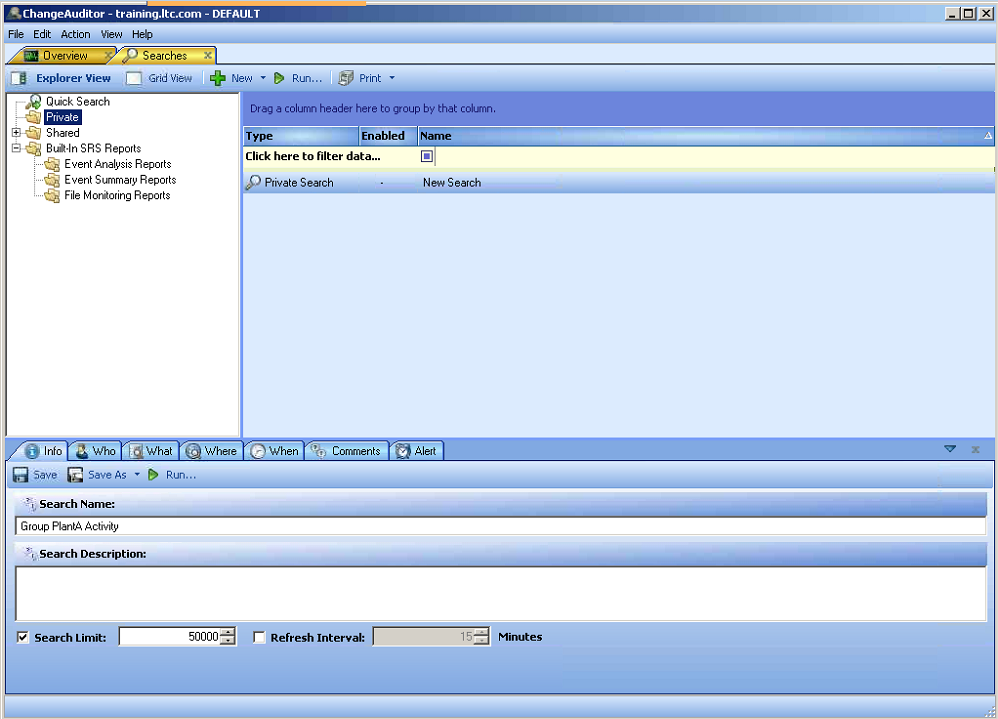 ChangeAuditor - training.ltc.com - DEFAULT
File Edit Action View Help
Overview Searches
Explorer View Grid View New Run... Print
Quick Search
Private
Shared
Built-In SRS Reports
Event Analysis Reports
Event Summary Reports
File Monitoring Reports
Drag a column header here to group by that column.
Type Enabled Name
Click here to filter data...
Private Search - New Search
Info Who What Where When Comments Alert
Save Save As Run...
Search Name:
Group PlantA Activity
Search Description:
Search Limit: 50000 Refresh Interval: 15 Minutes